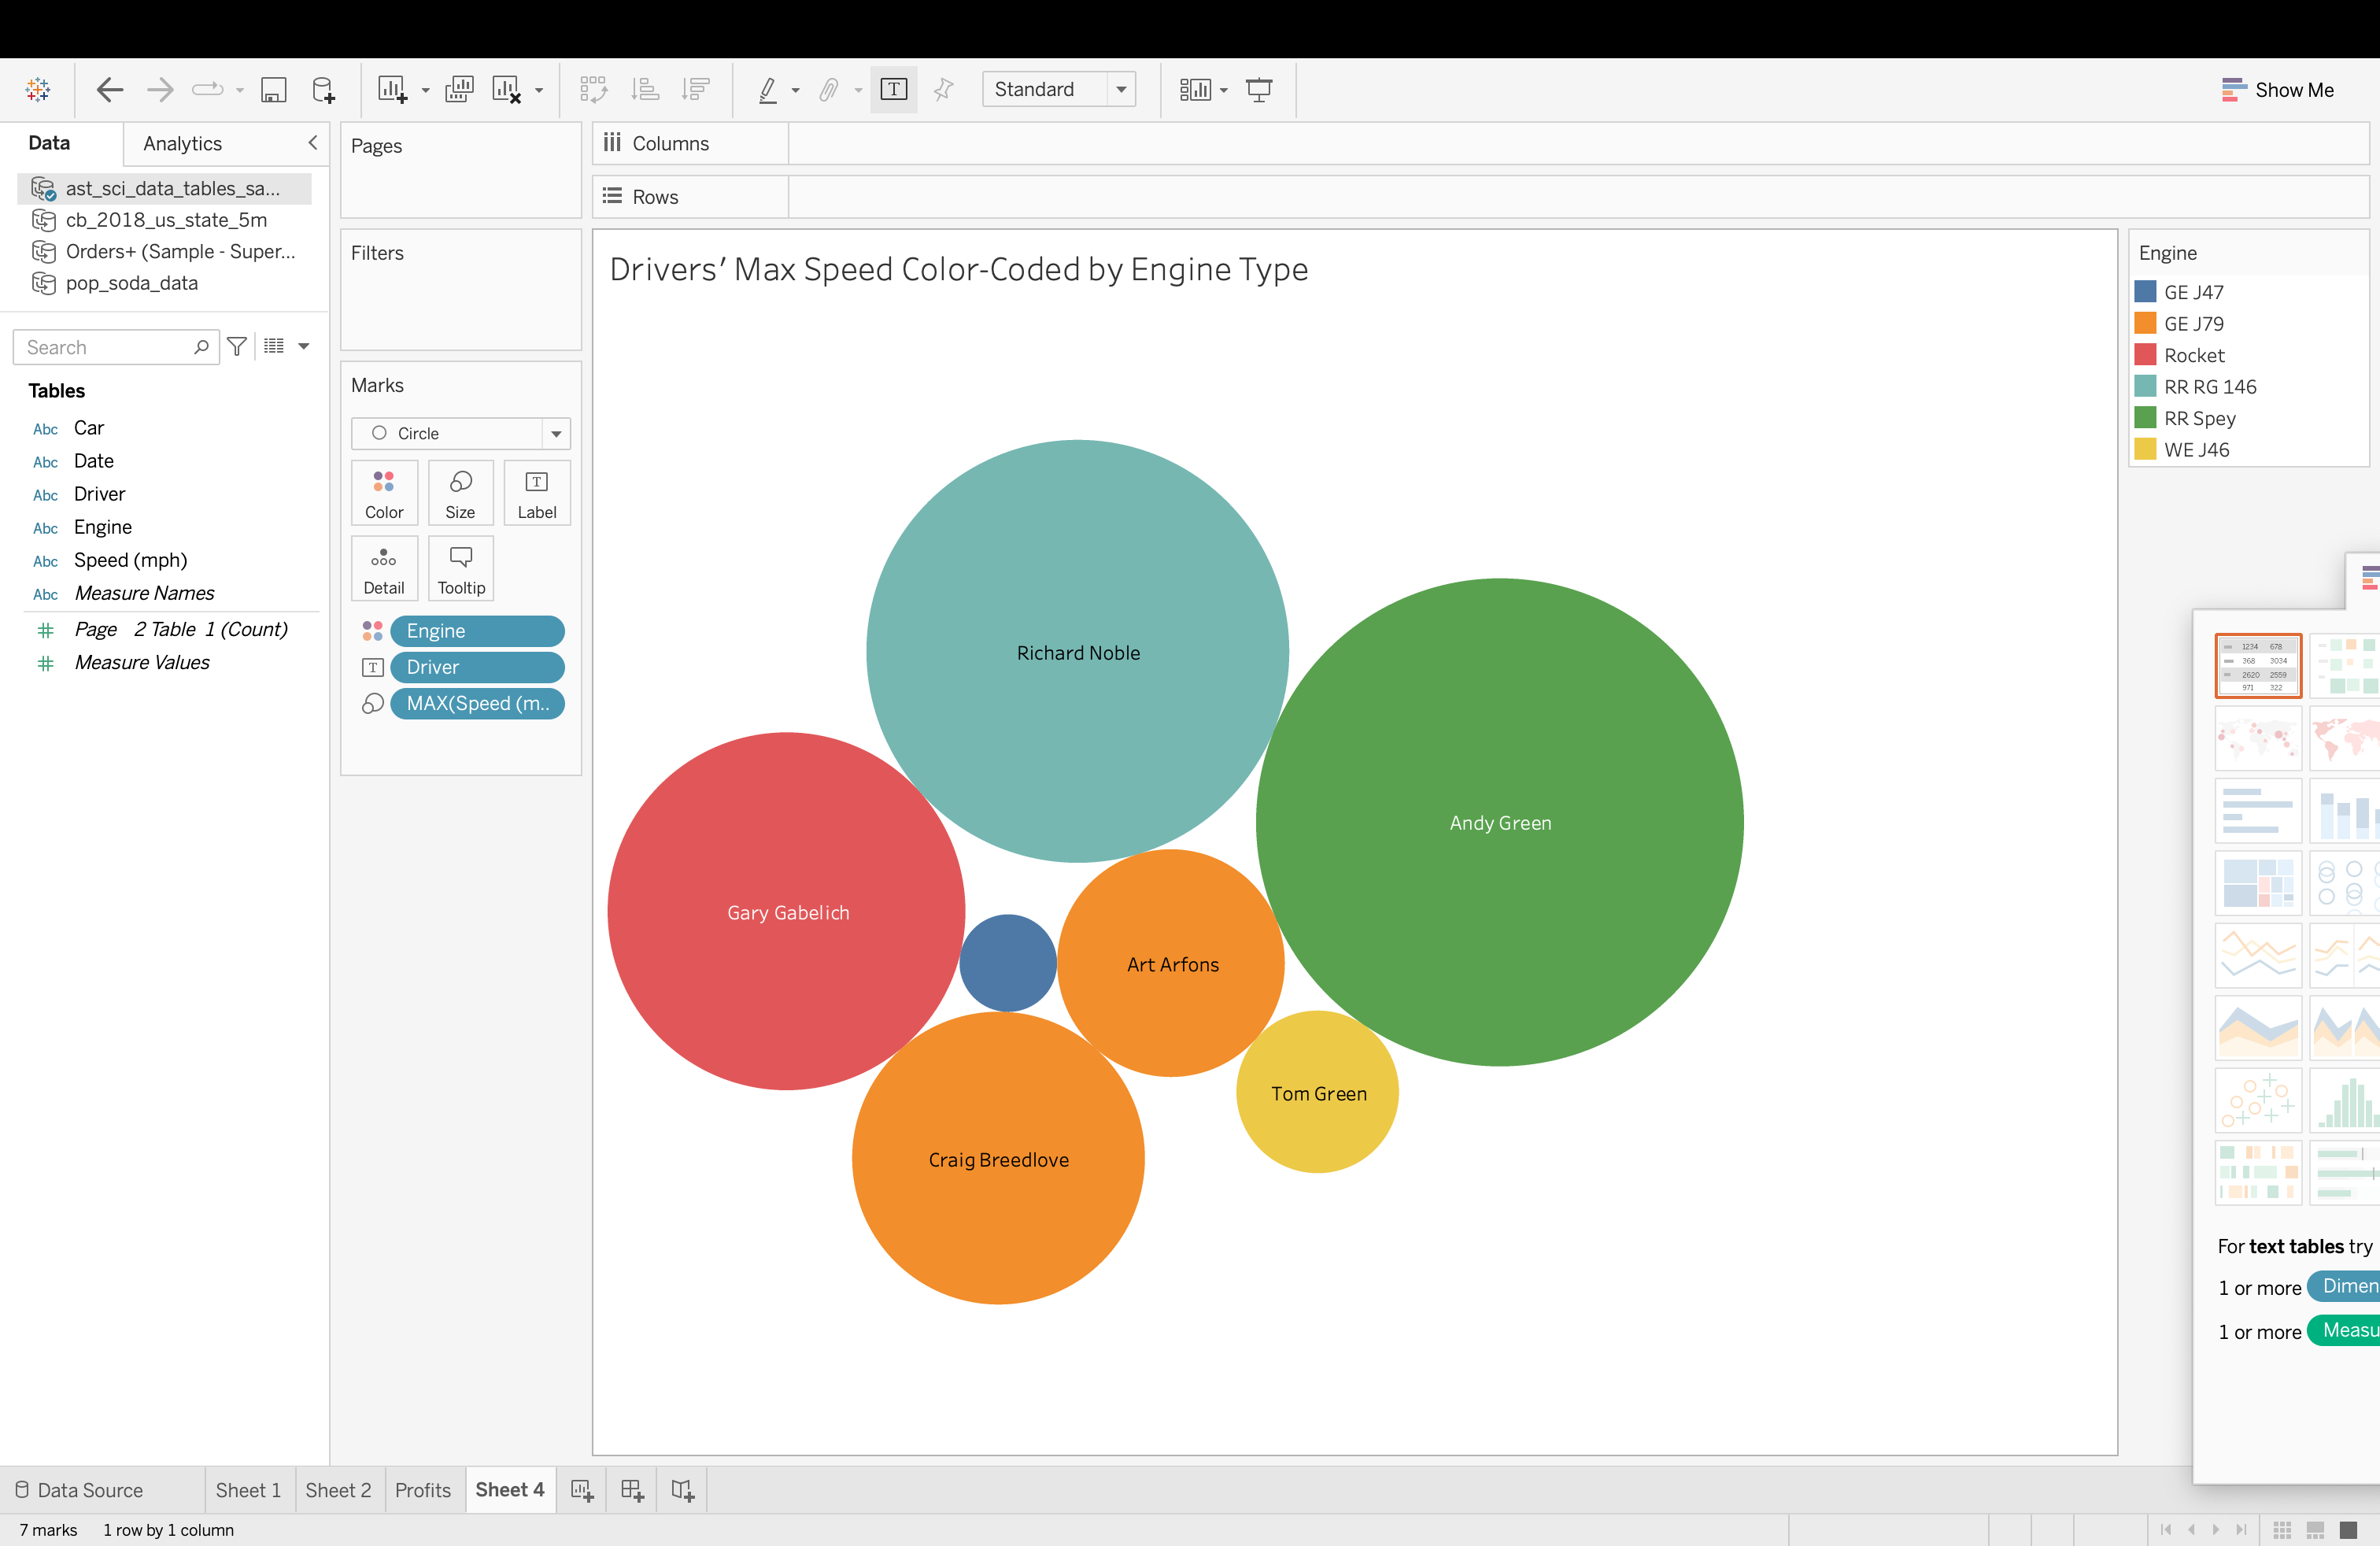 Standard
Show Me
Data
Analytics
ast_sci_data_tables_sa...
cb_2018_us_state_5m
Orders+ (Sample - Super...
pop_soda_data
Search
Tables
Abc Car
Abc Date
Abc Driver
Abc Engine
Abc Speed (mph)
Abc Measure Names
Page 2 Table 1 (Count)
Measure Values
Pages
Filters
Marks
Circle
Color
Size
T
Label
Detail
Tooltip
Engine
T Driver
MAX(Speed (m..
Columns
Rows
Drivers’ Max Speed Color-Coded by Engine Type
Richard Noble
Andy Green
Gary Gabelich
Art Arfons
Tom Green
Craig Breedlove
Engine
GE J47
GE J79
Rocket
RR RG 146
RR Spey
WE J46
1234 678
368 3034
2620 2559
971 322
For text tables try
1 or more Dimen
1 or more Measu
Data Source
Sheet 1
Sheet 2
Profits
Sheet 4
7 marks 1 row by 1 column